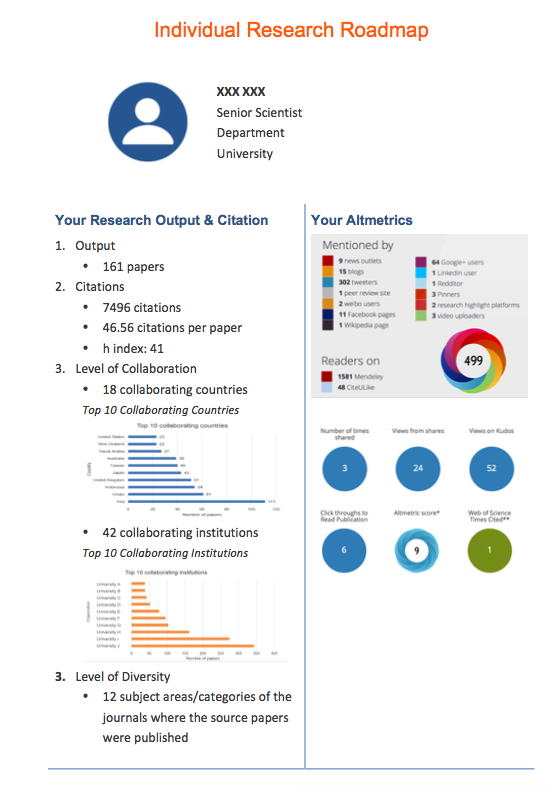 Individual Research Roadmap
XXX XXX
Senior Scientist
Department
University
Your Research Output & Citation
1. Output
• 161 papers
2. Citations
• 7496 citations
• 46.56 citations per paper
• h index: 41
3. Level of Collaboration
• 18 collaborating countries
Top 10 Collaborating Countries
Top 10 collaborating countries
United States
New Zealand
Saudi Arabia
Australia
Taiwan
Japan
United Kingdom
Indonesia
Oman
Iraq
Number of papers
• 42 collaborating institutions
Top 10 Collaborating Institutions
Top 10 collaborating institutions
University A
University B
University C
University D
University E
University F
University G
University H
University I
University J
Number of papers
3. Level of Diversity
• 12 subject areas/categories of the
journals where the source papers
were published
Your Altmetrics
Mentioned by
9 news outlets
15 blogs
302 tweeters
1 peer review site
2 weibo users
11 Facebook pages
1 Wikipedia page
64 Google+ users
1 LinkedIn user
1 Redditor
3 Pinners
2 research highlight platforms
3 video uploaders
499
Readers on
1581 Mendeley
48 CiteULike
Number of times
shared
Views from shares
Views on Kudos
3
24
52
Click throughs to
Read Publication
Altmetric score*
Web of Science
Times Cited**
6
9
1